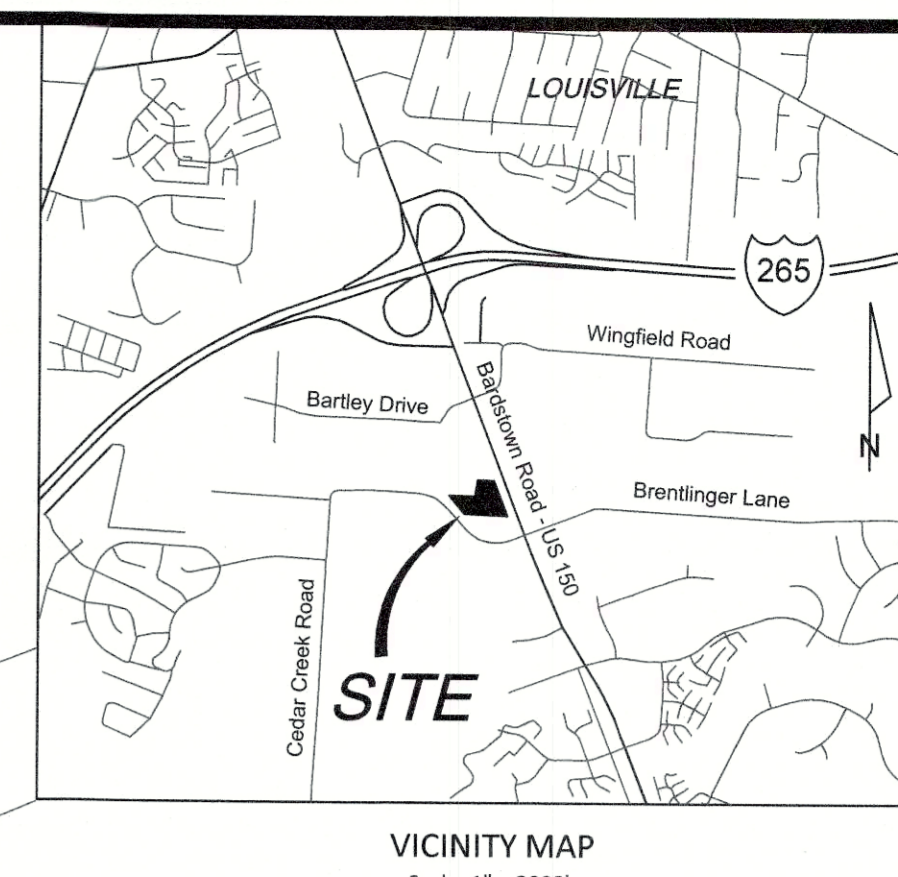 LOUISVILLE
265
Wingfield Road
Bartley Drive
Bardstown Road - US 150
N
Brentlinger Lane
Cedar Creek Road
SITE
VICINITY MAP